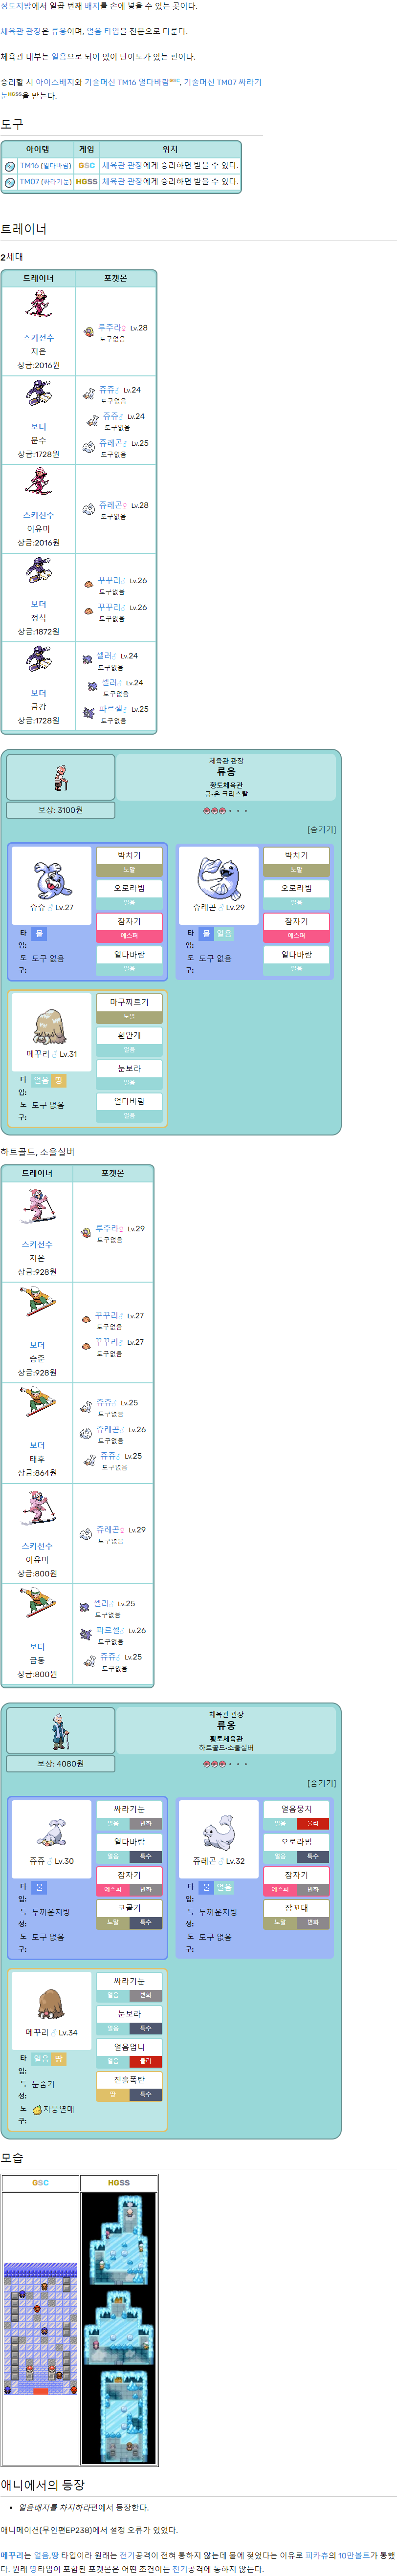 성도지방에서 일곱 번째 배지를 손에 넣을 수 있는 곳이다.
체육관 관장은 류옹이며, 얼음 타입을 전문으로 다룬다.
체육관 내부는 얼음으로 되어 있어 난이도가 있는 편이다.
승리할 시 아이스배지와 기술머신 TM16 얼다바람GSC, 기술머신 TM07 싸라기
눈HGSS을 받는다.
도구
아이템 게임 위치
TM16 (얼다바람) GSC 체육관 관장에게 승리하면 받을 수 있다.
TM07 (싸라기눈) HGSS 체육관 관장에게 승리하면 받을 수 있다.
트레이너
2세대
트레이너 포켓몬
스키선수
지은
상금:2016원
루주라♀ Lv.28
도구없음
보더
운수
상금:1728원
쥬쥬♂ Lv.24
도구없음
쥬쥬♂ Lv.24
도구없음
쥬레곤♂ Lv.25
도구없음
스키선수
이유미
상금:2016원
쥬레곤♀ Lv.28
도구없음
보더
정식
상금:1872원
꾸꾸리♂ Lv.26
도구없음
꾸꾸리♂ Lv.26
도구없음
보더
금강
상금:1728원
셀러♂ Lv.24
도구없음
셀러♂ Lv.24
도구없음
파르셀♂ Lv.25
도구없음
체육관 관장
류옹
황토체육관
금·은 크리스탈
보상: 3100원
[숨기기]
쥬쥬 ♂ Lv.27
타입: 물
도구: 도구 없음
박치기
노말
오로라빔
얼음
잠자기
에스퍼
얼다바람
얼음
쥬레곤 ♂ Lv.29
타입: 물 얼음
도구: 도구 없음
박치기
노말
오로라빔
얼음
잠자기
에스퍼
얼다바람
얼음
메꾸리 ♂ Lv.31
타입: 얼음 땅
도구: 도구 없음
마구찌르기
노말
흰안개
얼음
눈보라
얼음
얼다바람
얼음
하트골드, 소울실버
트레이너 포켓몬
스키선수
지은
상금:928원
루주라♀ Lv.29
도구없음
보더
승준
상금:928원
꾸꾸리♂ Lv.27
도구없음
꾸꾸리♂ Lv.27
도구없음
보더
태후
상금:864원
쥬쥬♂ Lv.25
도구없음
쥬레곤♂ Lv.26
도구없음
쥬쥬♂ Lv.25
도구없음
스키선수
이유미
상금:800원
쥬레곤♀ Lv.29
도구없음
보더
금동
상금:800원
셀러♂ Lv.25
도구없음
파르셀♂ Lv.26
도구없음
쥬쥬♂ Lv.25
도구없음
체육관 관장
류옹
황토체육관
하트골드·소울실버
보상: 4080원
[숨기기]
쥬쥬 ♂ Lv.30
타입: 물
특성: 두꺼운지방
도구: 도구 없음
싸라기눈
얼음 변화
얼다바람
얼음 특수
잠자기
에스퍼 변화
코골기
노말 특수
쥬레곤 ♂ Lv.32
타입: 물 얼음
특성: 두꺼운지방
도구: 도구 없음
얼음뭉치
얼음 물리
오로라빔
얼음 특수
잠자기
에스퍼 변화
잠꼬대
노말 변화
메꾸리 ♂ Lv.34
타입: 얼음 땅
특성: 눈숨기
도구: 자뭉열매
싸라기눈
얼음 변화
눈보라
얼음 특수
얼음엄니
얼음 물리
진흙폭탄
땅 특수
모습
GSC HGSS
애니에서의 등장
• 얼음배지를 차지하라편에서 등장한다.
애니메이션(무인편EP238)에서 설정 오류가 있었다.
메꾸리는 얼음,땅 타입이라 원래는 전기공격이 전혀 통하지 않는데 물에 젖었다는 이유로 피카츄의 10만볼트가 통했
다. 원래 땅타입이 포함된 포켓몬은 어떤 조건이든 전기공격에 통하지 않는다.